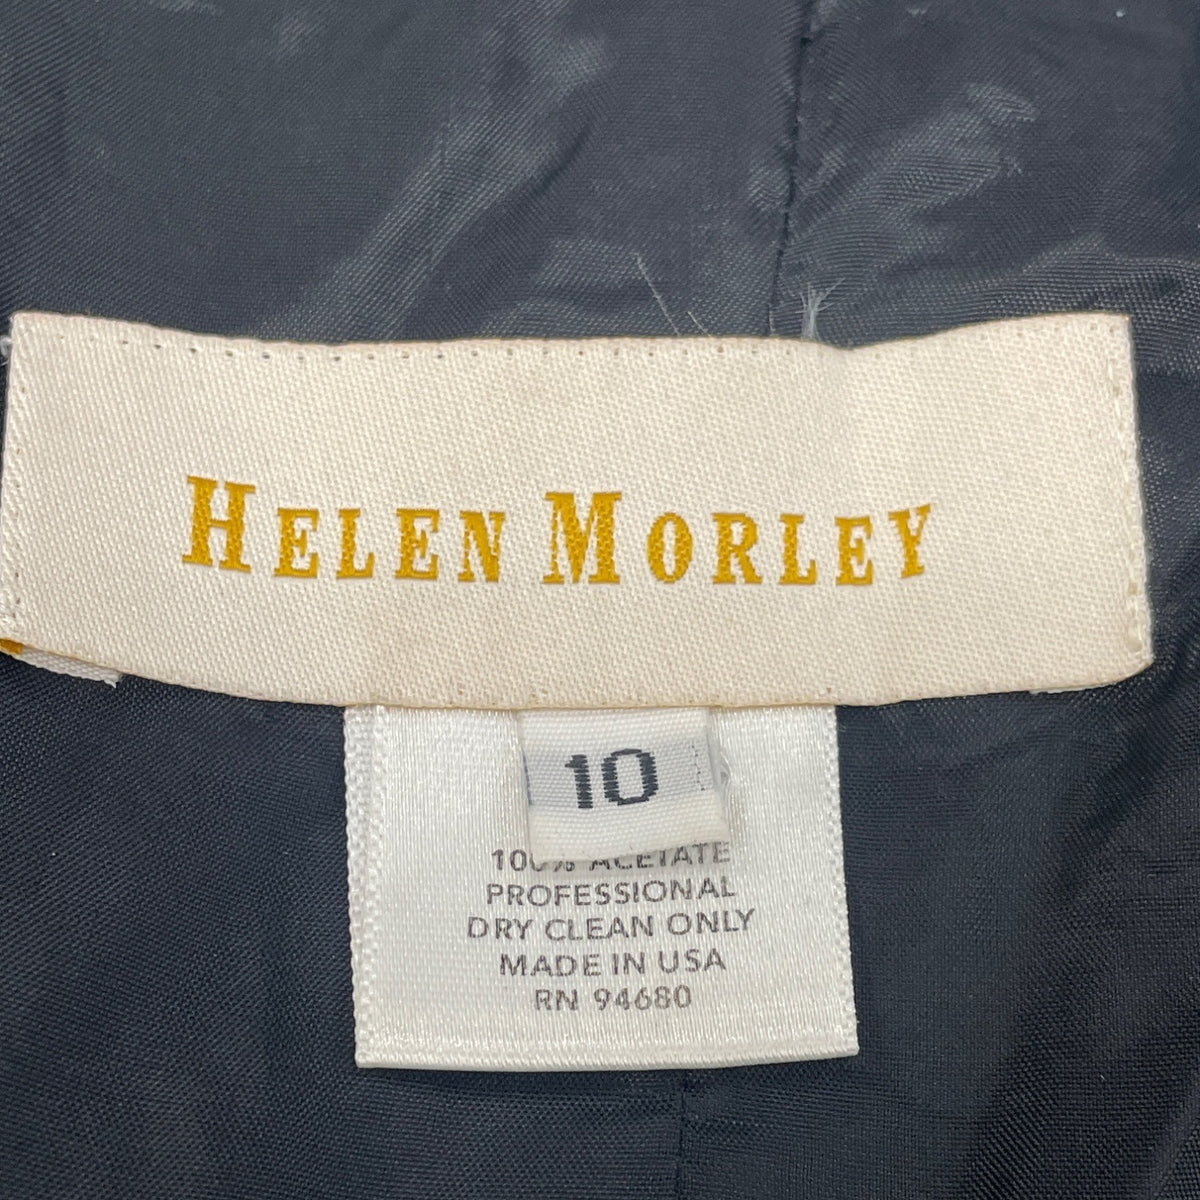 HELEN MORLEY
10
100% ACETATE
PROFESSIONAL
DRY CLEAN ONLY
MADE IN USA
RN 94680